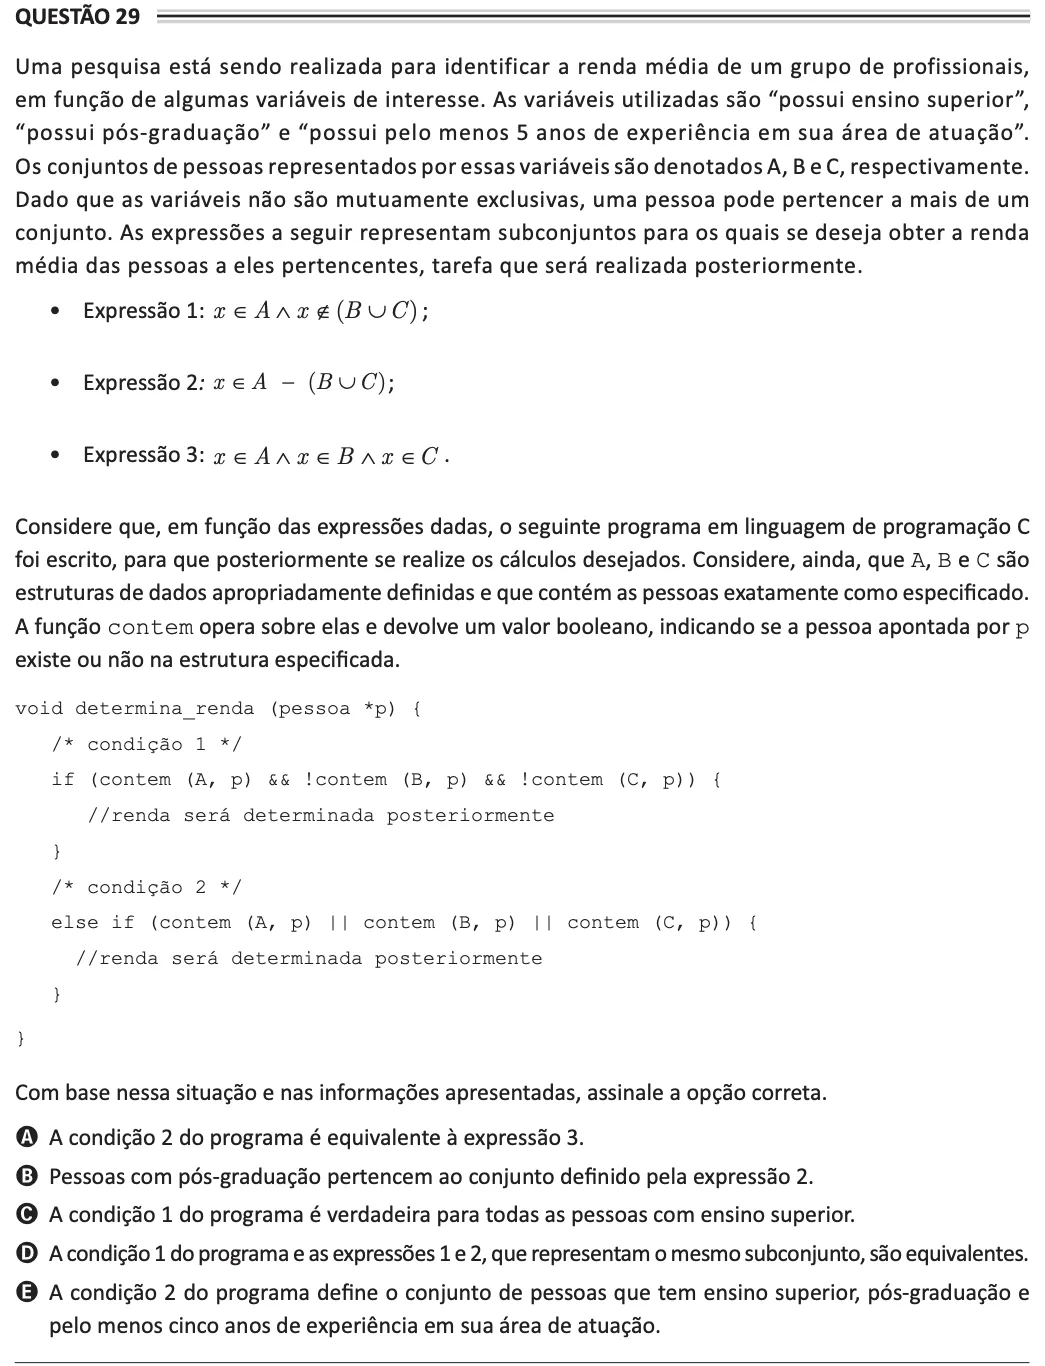 QUESTÃO 29
Uma pesquisa está sendo realizada para identificar a renda média de um grupo de profissionais,
em função de algumas variáveis de interesse. As variáveis utilizadas são “possui ensino superior”,
“possui pós-graduação” e “possui pelo menos 5 anos de experiência em sua área de atuação”.
Os conjuntos de pessoas representados por essas variáveis são denotados A, B e C, respectivamente.
Dado que as variáveis não são mutuamente exclusivas, uma pessoa pode pertencer a mais de um
conjunto. As expressões a seguir representam subconjuntos para os quais se deseja obter a renda
média das pessoas a eles pertencentes, tarefa que será realizada posteriormente.
• Expressão 1: x ∈ A ∧ x ∉ (B ∪ C) ;
• Expressão 2: x ∈ A − (B ∪ C);
• Expressão 3: x ∈ A ∧ x ∈ B ∧ x ∈ C .
Considere que, em função das expressões dadas, o seguinte programa em linguagem de programação C
foi escrito, para que posteriormente se realize os cálculos desejados. Considere, ainda, que A, B e C são
estruturas de dados apropriadamente definidas e que contém as pessoas exatamente como especificado.
A função contem opera sobre elas e devolve um valor booleano, indicando se a pessoa apontada por p
existe ou não na estrutura especificada.
void determina_renda (pessoa *p) {
/* condição 1 */
if (contem (A, p) && !contem (B, p) && !contem (C, p)) {
//renda será determinada posteriormente
}
/* condição 2 */
else if (contem (A, p) || contem (B, p) || contem (C, p)) {
//renda será determinada posteriormente
}
}
Com base nessa situação e nas informações apresentadas, assinale a opção correta.
A A condição 2 do programa é equivalente à expressão 3.
B Pessoas com pós-graduação pertencem ao conjunto definido pela expressão 2.
C A condição 1 do programa é verdadeira para todas as pessoas com ensino superior.
D A condição 1 do programa e as expressões 1 e 2, que representam o mesmo subconjunto, são equivalentes.
E A condição 2 do programa define o conjunto de pessoas que tem ensino superior, pós-graduação e
pelo menos cinco anos de experiência em sua área de atuação.